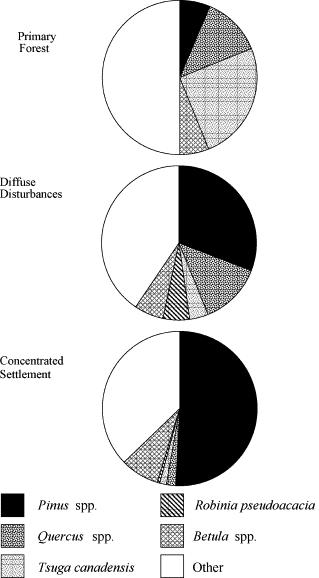 Primary
Forest
Diffuse
Disturbances
Concentrated
Settlement
Pinus spp.
Robinia pseudoacacia
Quercus spp.
Betula spp.
Tsuga canadensis
Other